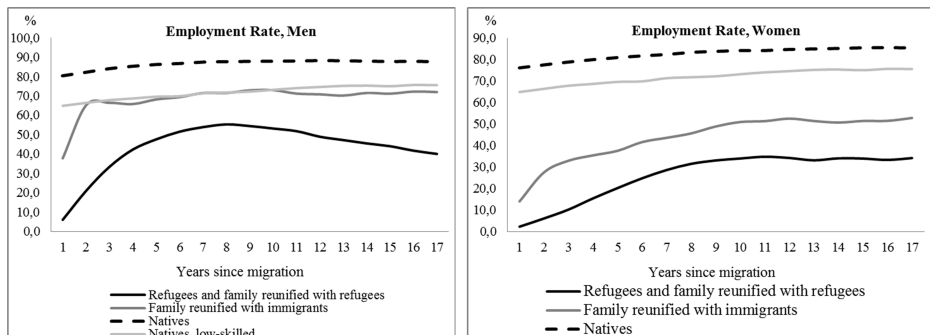 %
Employment Rate, Men
100,0
90,0
80,0
70,0
60,0
50,0
40,0
30,0
20,0
10,0
0,0
1 2 3 4 5 6 7 8 9 10 11 12 13 14 15 16 17
Years since migration
Refugees and family reunified with refugees
Family reunified with immigrants
Natives
Natives, low-skilled
%
Employment Rate, Women
90,0
80,0
70,0
60,0
50,0
40,0
30,0
20,0
10,0
0,0
1 2 3 4 5 6 7 8 9 10 11 12 13 14 15 16 17
Years since migration
Refugees and family reunified with refugees
Family reunified with immigrants
Natives